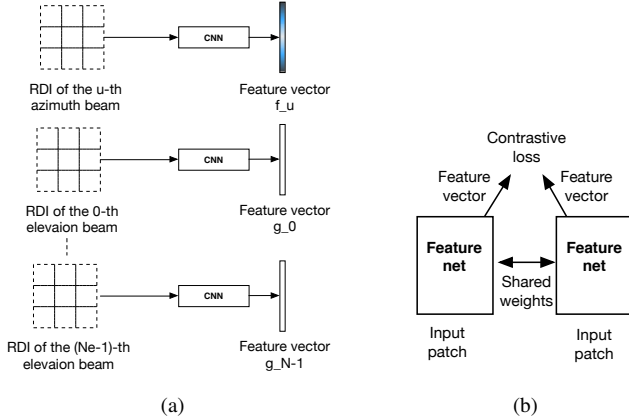 CNN
RDI of the u-th
azimuth beam
Feature vector
f_u
CNN
RDI of the 0-th
elevaion beam
Feature vector
g_0
CNN
RDI of the (Ne-1)-th
elevaion beam
Feature vector
g_N-1
(a)
Contrastive
loss
Feature
vector
Feature
vector
Feature
net
Feature
net
Shared
weights
Input
patch
Input
patch
(b)